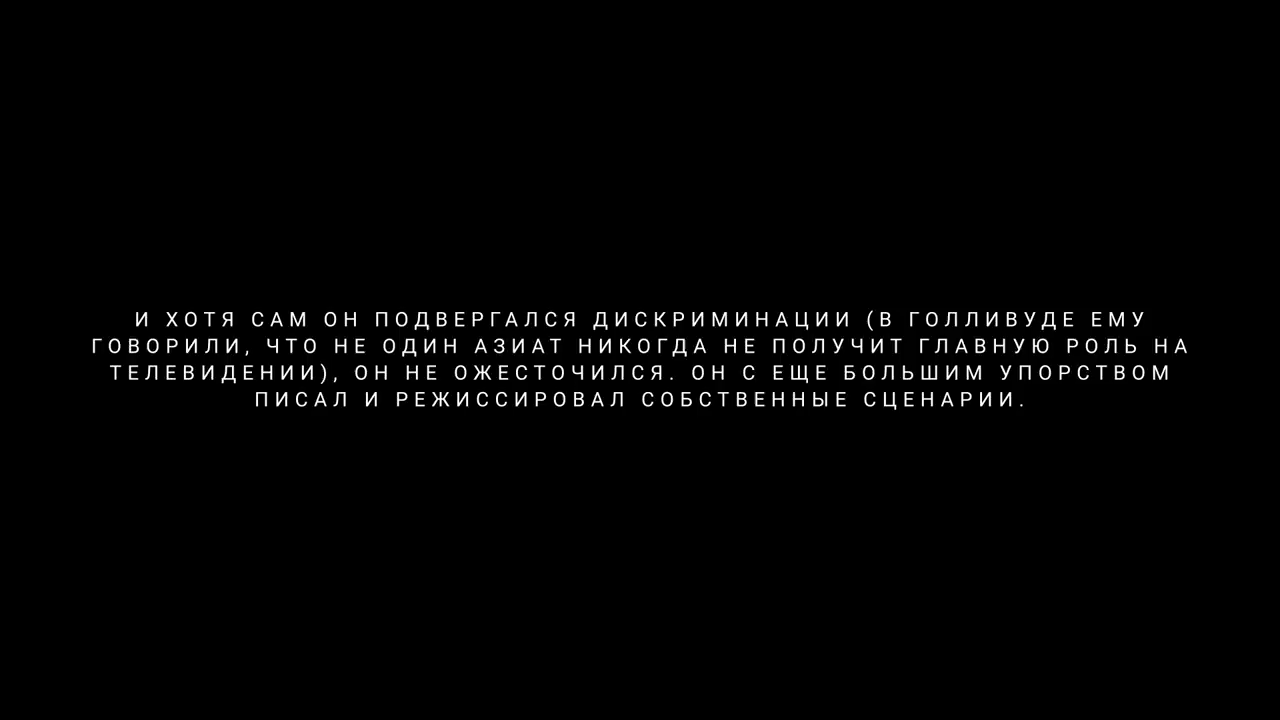 И ХОТЯ САМ ОН ПОДВЕРГАЛСЯ ДИСКРИМИНАЦИИ (В ГОЛЛИВУДЕ ЕМУ
ГОВОРИЛИ, ЧТО НЕ ОДИН АЗИАТ НИКОГДА НЕ ПОЛУЧИТ ГЛАВНУЮ РОЛЬ НА
ТЕЛЕВИДЕНИИ), ОН НЕ ОЖЕСТОЧИЛСЯ. ОН С ЕЩЕ БОЛЬШИМ УПОРСТВОМ
ПИСАЛ И РЕЖИССИРОВАЛ СОБСТВЕННЫЕ СЦЕНАРИИ.